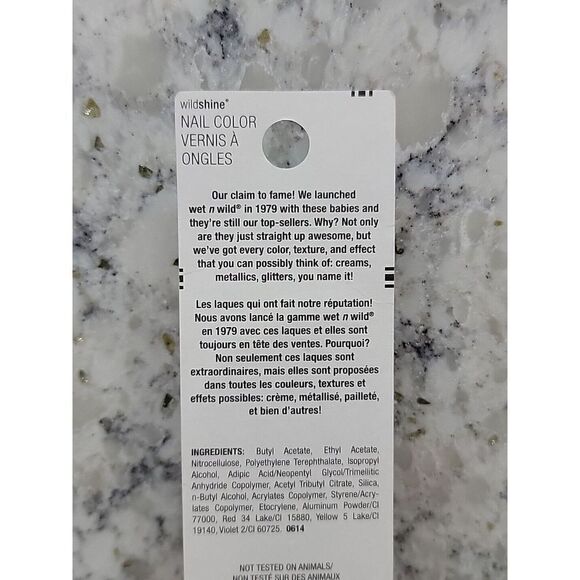 wildshine®
NAIL COLOR
VERNIS À
ONGLES
Our claim to fame! We launched
wet n wild® in 1979 with these babies and
they're still our top-sellers. Why? Not only
are they just straight up awesome, but
we've got every color, texture, and effect
that you can possibly think of: creams,
metallics, glitters, you name it!
Les laques qui ont fait notre réputation!
Nous avons lancé la gamme wet n wild®
en 1979 avec ces laques et elles sont
toujours en tête des ventes. Pourquoi?
Non seulement ces laques sont
extraordinaires, mais elles sont proposées
dans toutes les couleurs, textures et
effets possibles: crème, métallisé, pailleté,
et bien d'autres!
INGREDIENTS: Butyl Acetate, Ethyl Acetate,
Nitrocellulose, Polyethylene Terephthalate, Isopropyl
Alcohol, Adipic Acid/Neopentyl Glycol/Trimellitic
Anhydride Copolymer, Acetyl Tributyl Citrate, Silica,
n-Butyl Alcohol, Acrylates Copolymer, Styrene/Acry-
lates Copolymer, Etocrylene, Aluminum Powder/CI
77000, Red 34 Lake/CI 15880, Yellow 5 Lake/CI
19140, Violet 2/CI 60725. 0614
NOT TESTED ON ANIMALS/
NON TESTÉ SUR DES ANIMAUX